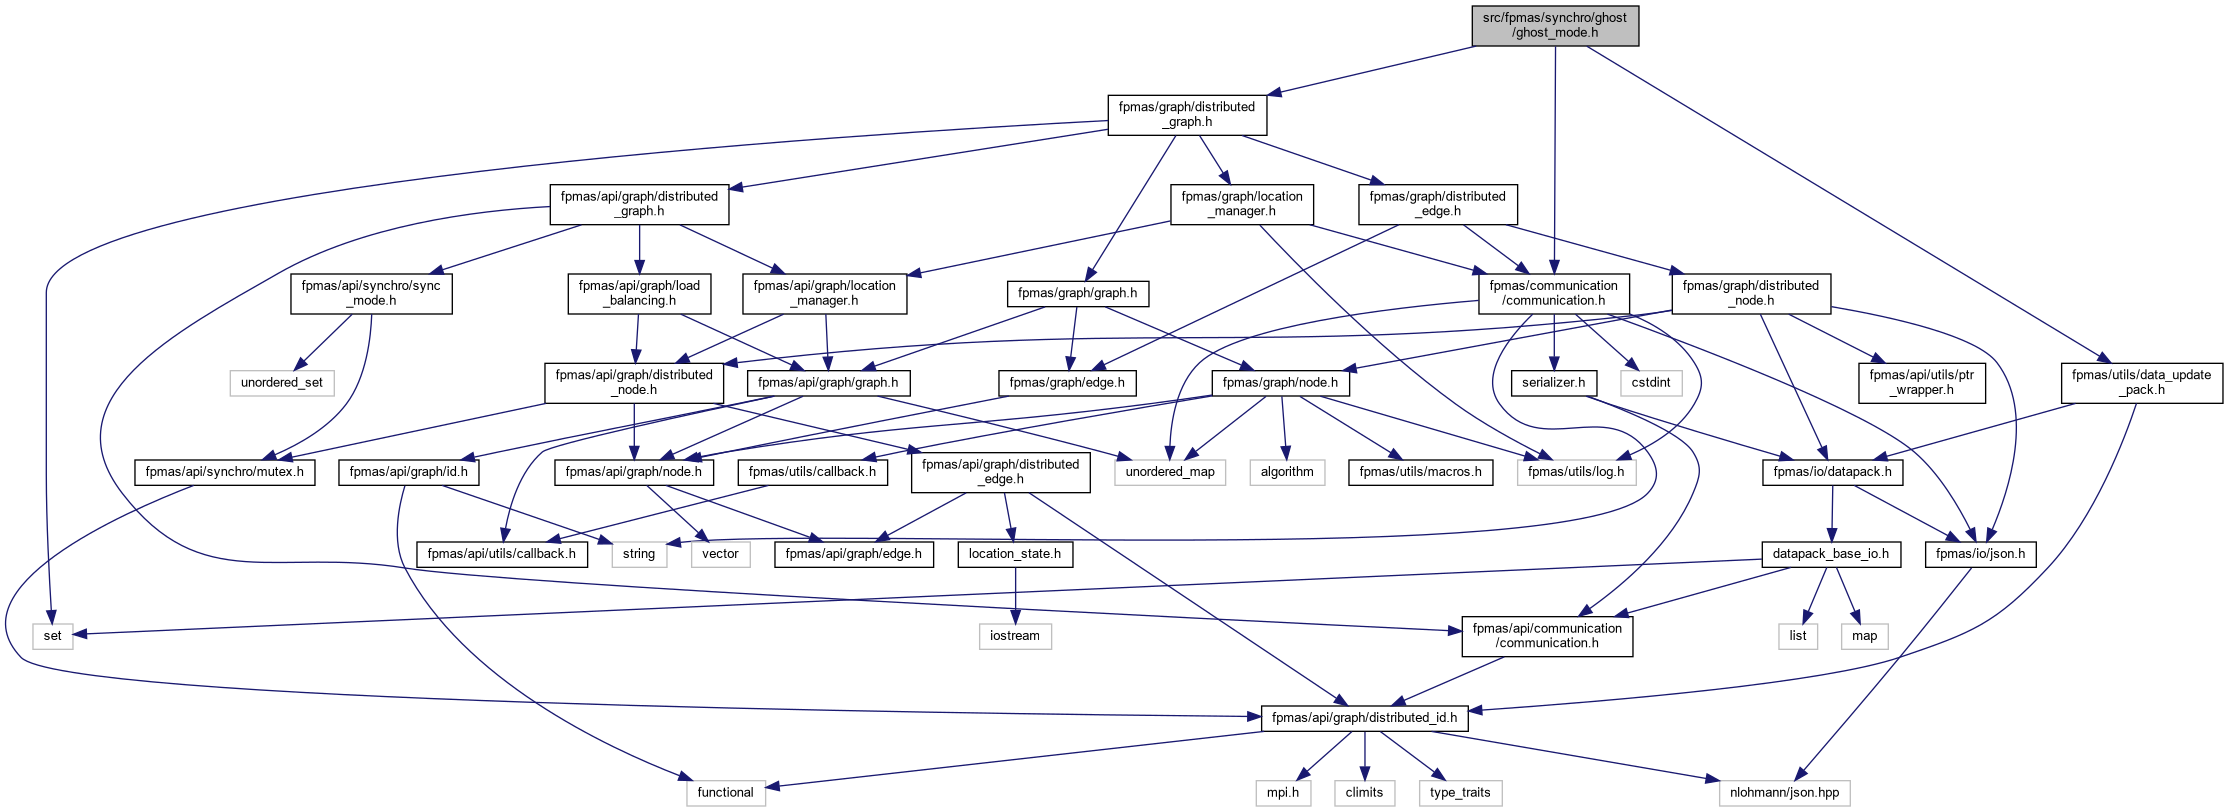 src/fpmas/synchro/ghost
/ghost_mode.h
fpmas/graph/distributed
_graph.h
fpmas/api/graph/distributed
_graph.h
fpmas/graph/location
_manager.h
fpmas/graph/distributed
_edge.h
fpmas/api/synchro/sync
_mode.h
fpmas/api/graph/load
_balancing.h
fpmas/api/graph/location
_manager.h
fpmas/graph/graph.h
fpmas/communication
/communication.h
fpmas/graph/distributed
_node.h
unordered_set
fpmas/api/graph/distributed
_node.h
fpmas/api/graph/graph.h
fpmas/graph/edge.h
fpmas/graph/node.h
serializer.h
cstdint
fpmas/api/utils/ptr
_wrapper.h
fpmas/utils/data_update
_pack.h
fpmas/api/synchro/mutex.h
fpmas/api/graph/id.h
fpmas/api/graph/node.h
fpmas/utils/callback.h
fpmas/api/graph/distributed
_edge.h
unordered_map
algorithm
fpmas/utils/macros.h
fpmas/utils/log.h
fpmas/io/datapack.h
fpmas/api/utils/callback.h
string
vector
fpmas/api/graph/edge.h
location_state.h
datapack_base_io.h
fpmas/io/json.h
set
iostream
fpmas/api/communication
/communication.h
list
map
fpmas/api/graph/distributed_id.h
functional
mpi.h
climits
type_traits
nlohmann/json.hpp